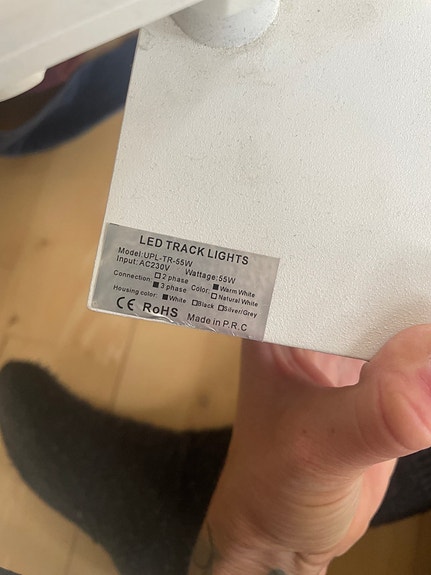 LED TRACK LIGHTS
Model:UPL-TR-55W
Input:AC230V Wattage:55W
Connection: ☐ 2 phase Color: ■ Warm White
■ 3 phase ☐ Natural White
Housing color: ■ White ☐ Black ☐ Silver/Grey
CE RoHS Made in P.R.C